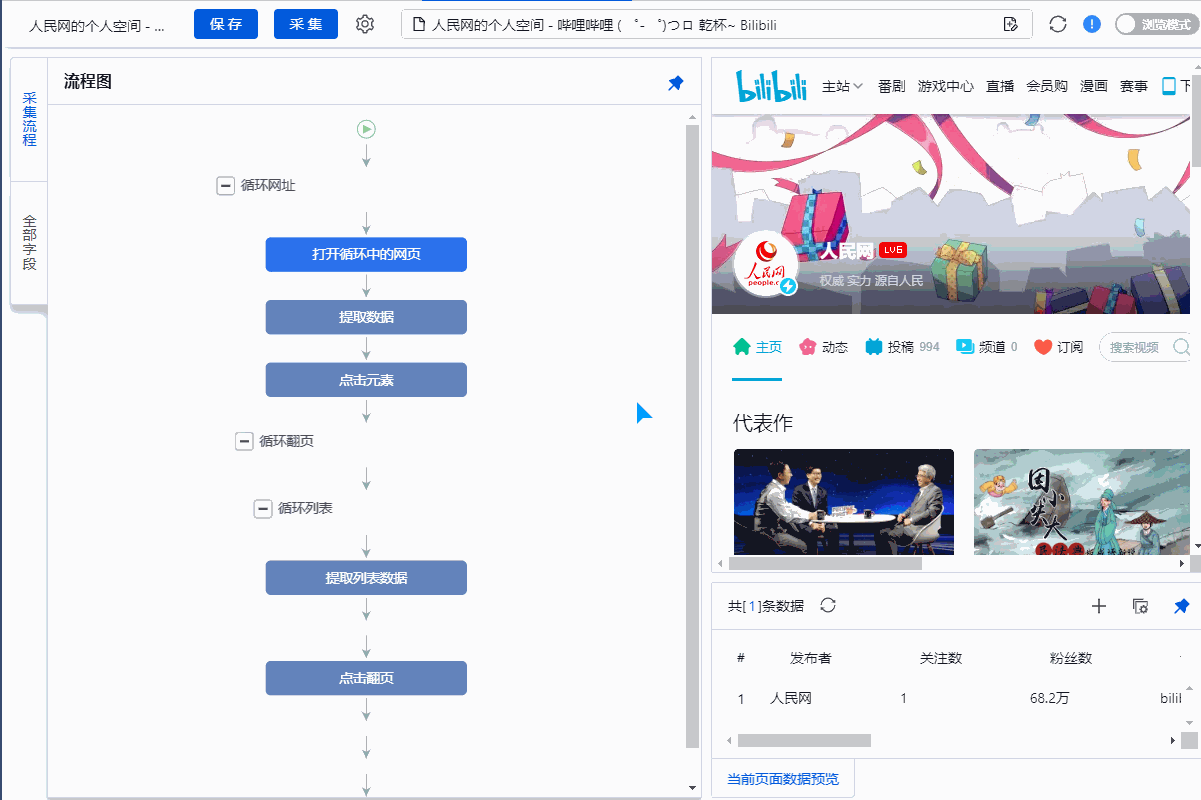 人民网的个人空间 - ...
保 存
采 集
人民网的个人空间 - 哔哩哔哩 ( ゜- ゜)つロ 乾杯~ Bilibili
浏览模式
采集流程
全部字段
流程图
循环网址
打开循环中的网页
提取数据
点击元素
循环翻页
循环列表
提取列表数据
点击翻页
bilibili
主站
番剧
游戏中心
直播
会员购
漫画
赛事
下
人民网
people.c
人民网
LV6
权威 实力 源自人民
主页
动态
投稿 994
频道 0
订阅
搜索视频
代表作
因小失大
共[ 1 ]条数据
# 发布者 关注数 粉丝数
1 人民网 1 68.2万 bilil
当前页面数据预览